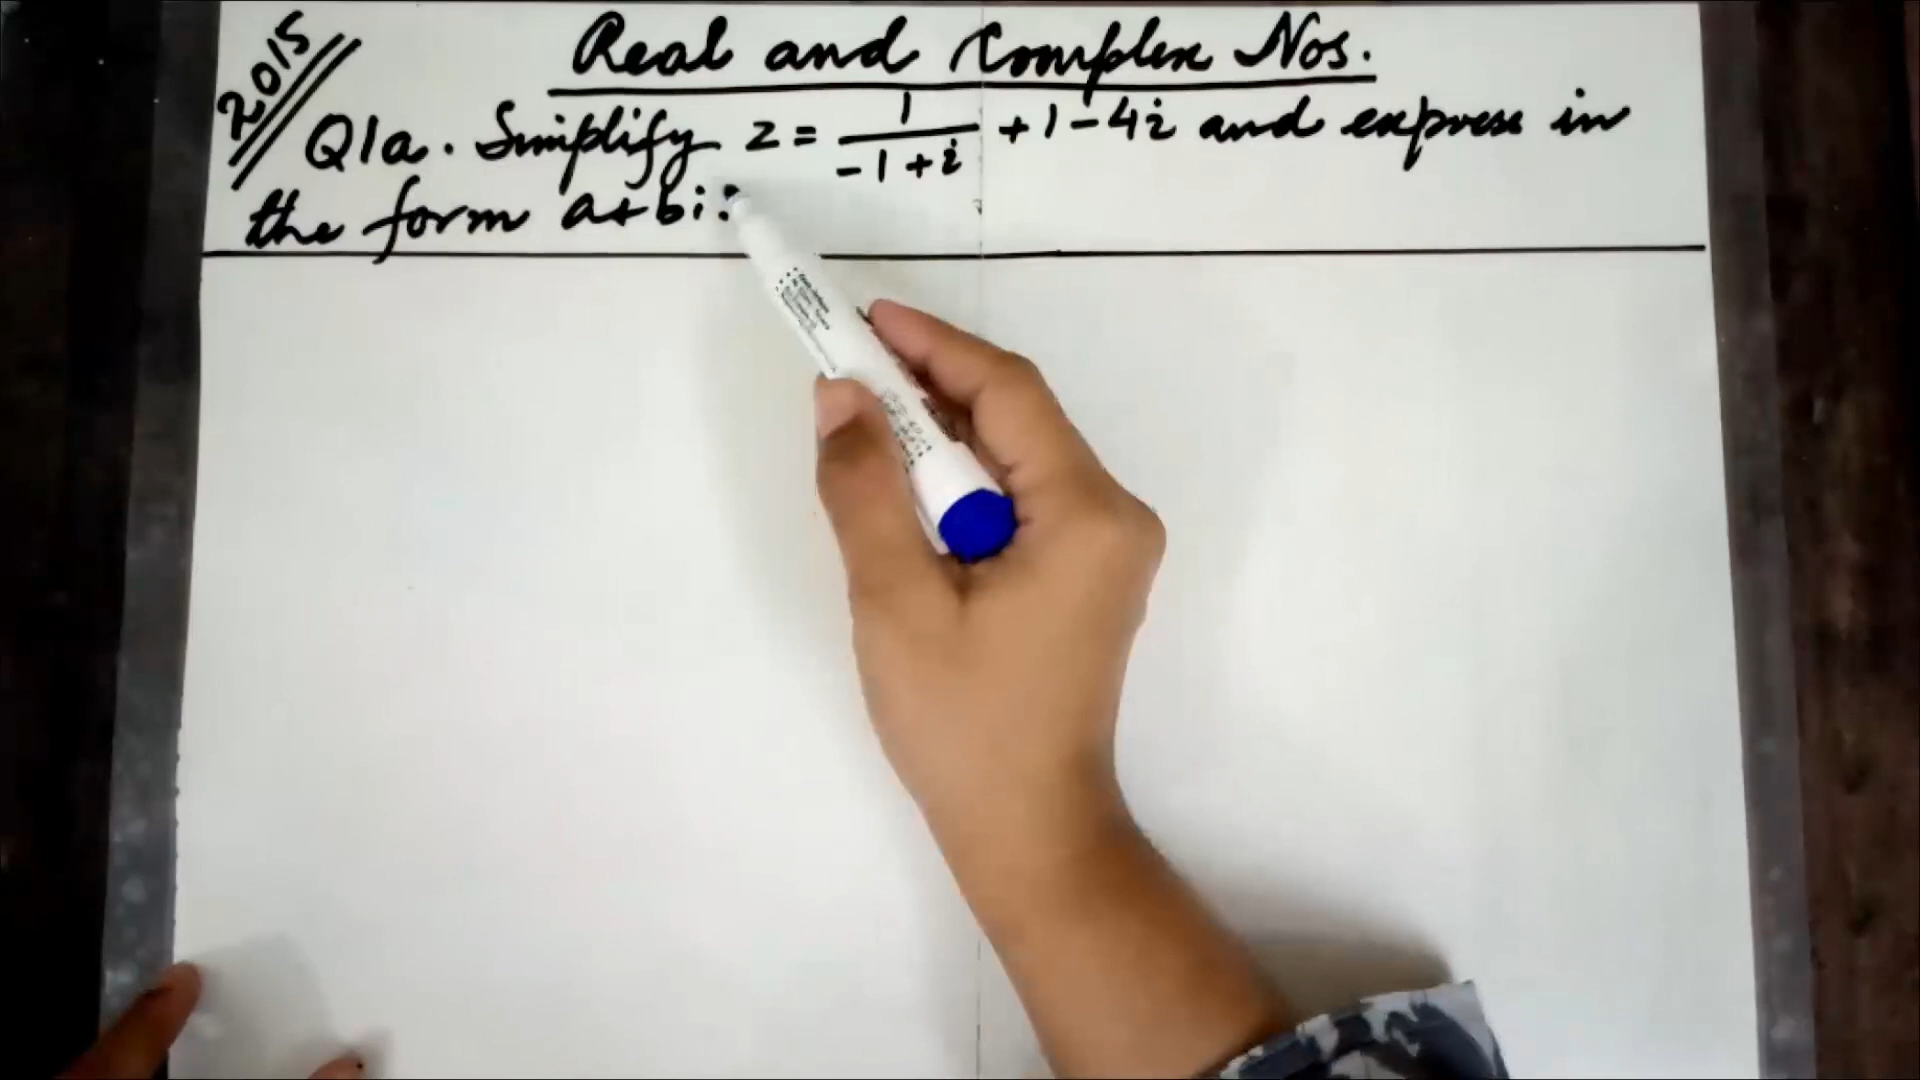 2015
Real and Complex Nos.
Q1a. Simplify z = 1/(-1+i) + 1-4i and express in
the form a+bi: